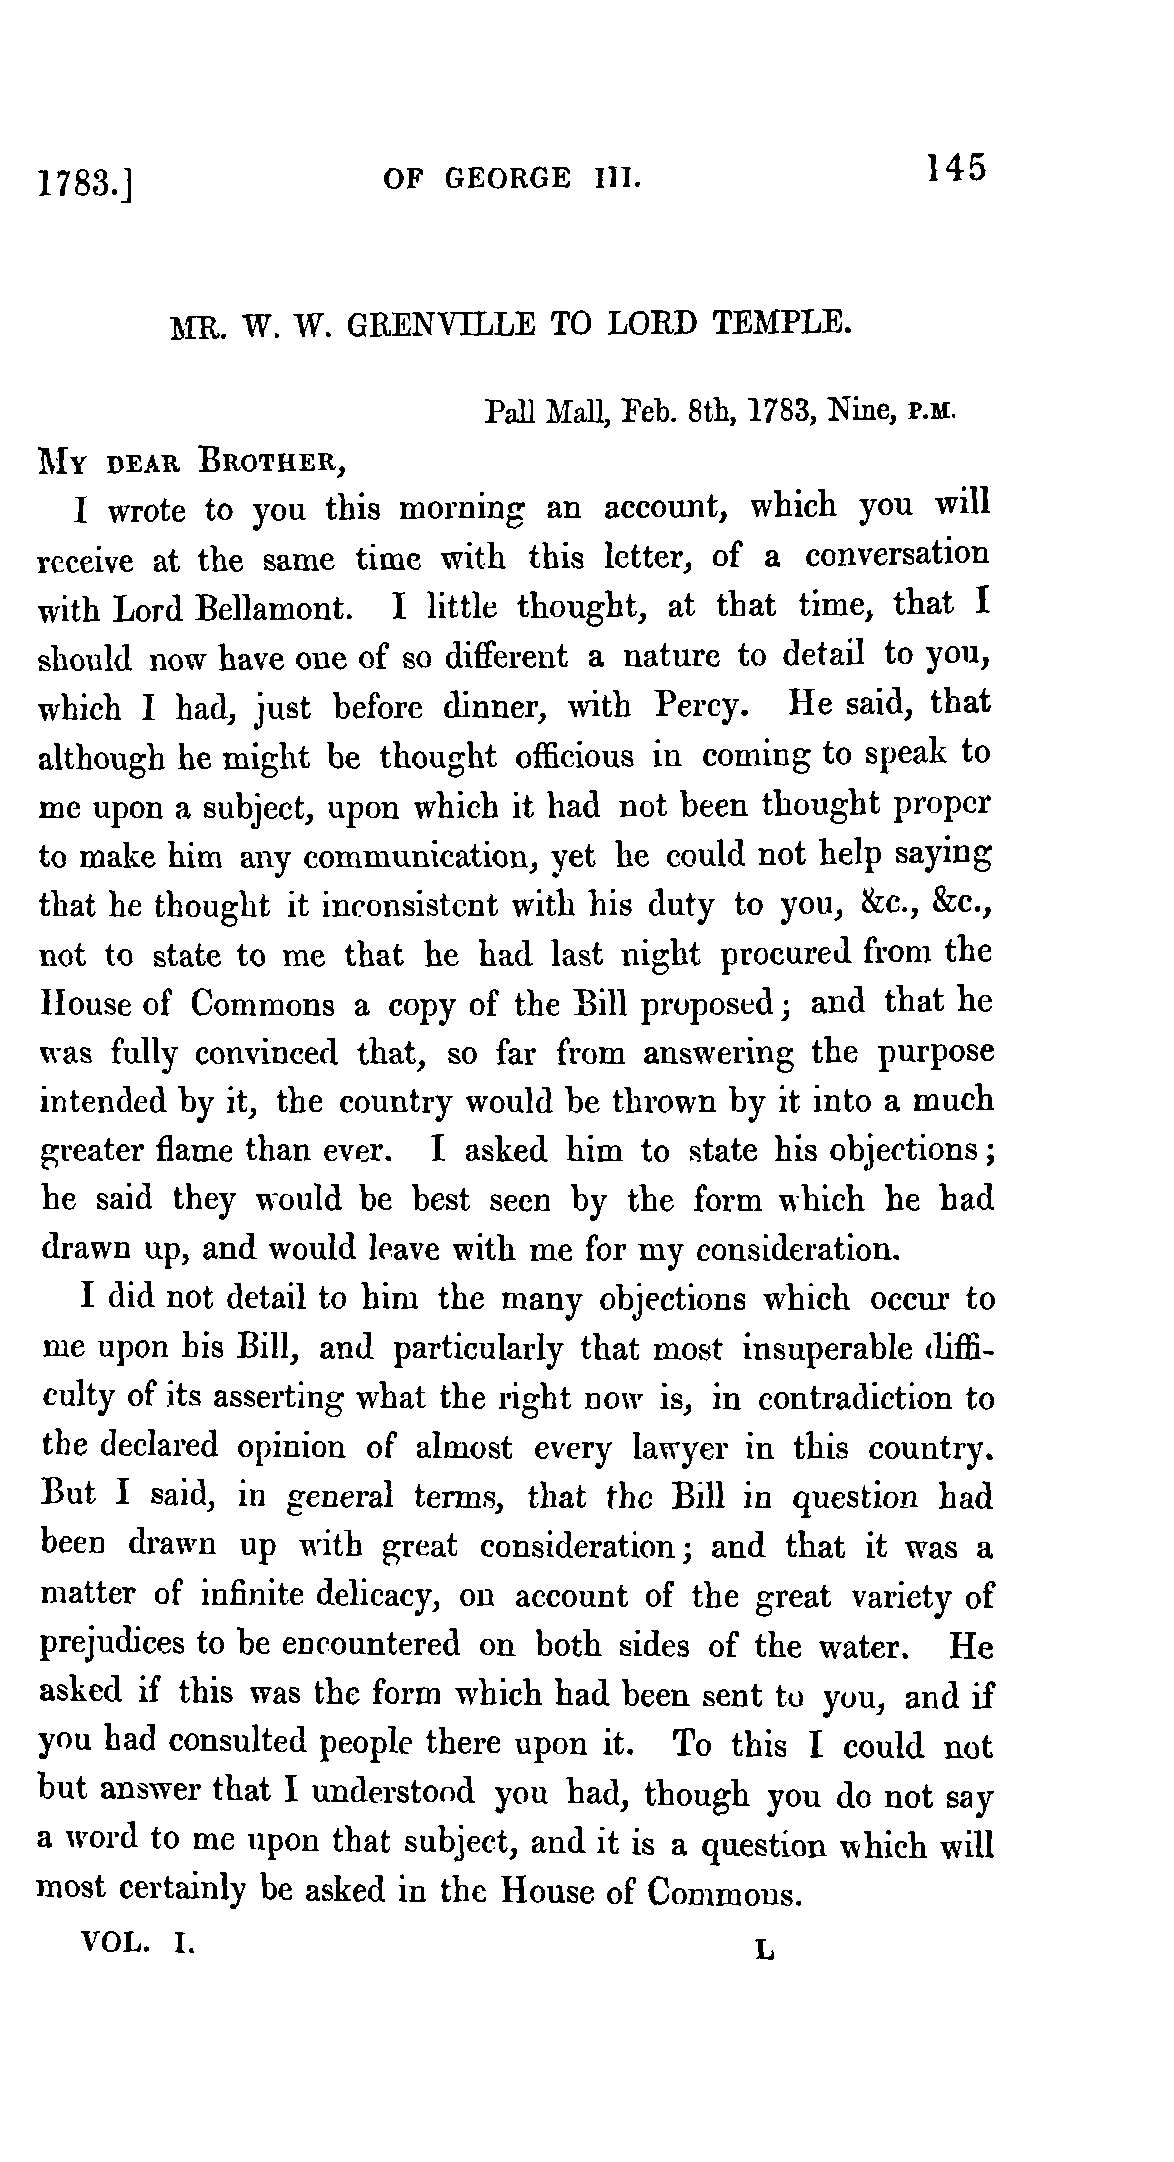 1783.] OF GEORGE III. 145
MR. W. W. GRENVILLE TO LORD TEMPLE.
Pall Mall, Feb. 8th, 1783, Nine, P.M.
MY DEAR BROTHER,
I wrote to you this morning an account, which you will
receive at the same time with this letter, of a conversation
with Lord Bellamont. I little thought, at that time, that I
should now have one of so different a nature to detail to you,
which I had, just before dinner, with Percy. He said, that
although he might be thought officious in coming to speak to
me upon a subject, upon which it had not been thought proper
to make him any communication, yet he could not help saying
that he thought it inconsistent with his duty to you, &c., &c.,
not to state to me that he had last night procured from the
House of Commons a copy of the Bill proposed; and that he
was fully convinced that, so far from answering the purpose
intended by it, the country would be thrown by it into a much
greater flame than ever. I asked him to state his objections;
he said they would be best seen by the form which he had
drawn up, and would leave with me for my consideration.
I did not detail to him the many objections which occur to
me upon his Bill, and particularly that most insuperable diffi-
culty of its asserting what the right now is, in contradiction to
the declared opinion of almost every lawyer in this country.
But I said, in general terms, that the Bill in question had
been drawn up with great consideration; and that it was a
matter of infinite delicacy, on account of the great variety of
prejudices to be encountered on both sides of the water. He
asked if this was the form which had been sent to you, and if
you had consulted people there upon it. To this I could not
but answer that I understood you had, though you do not say
a word to me upon that subject, and it is a question which will
most certainly be asked in the House of Commons.
VOL. I. L